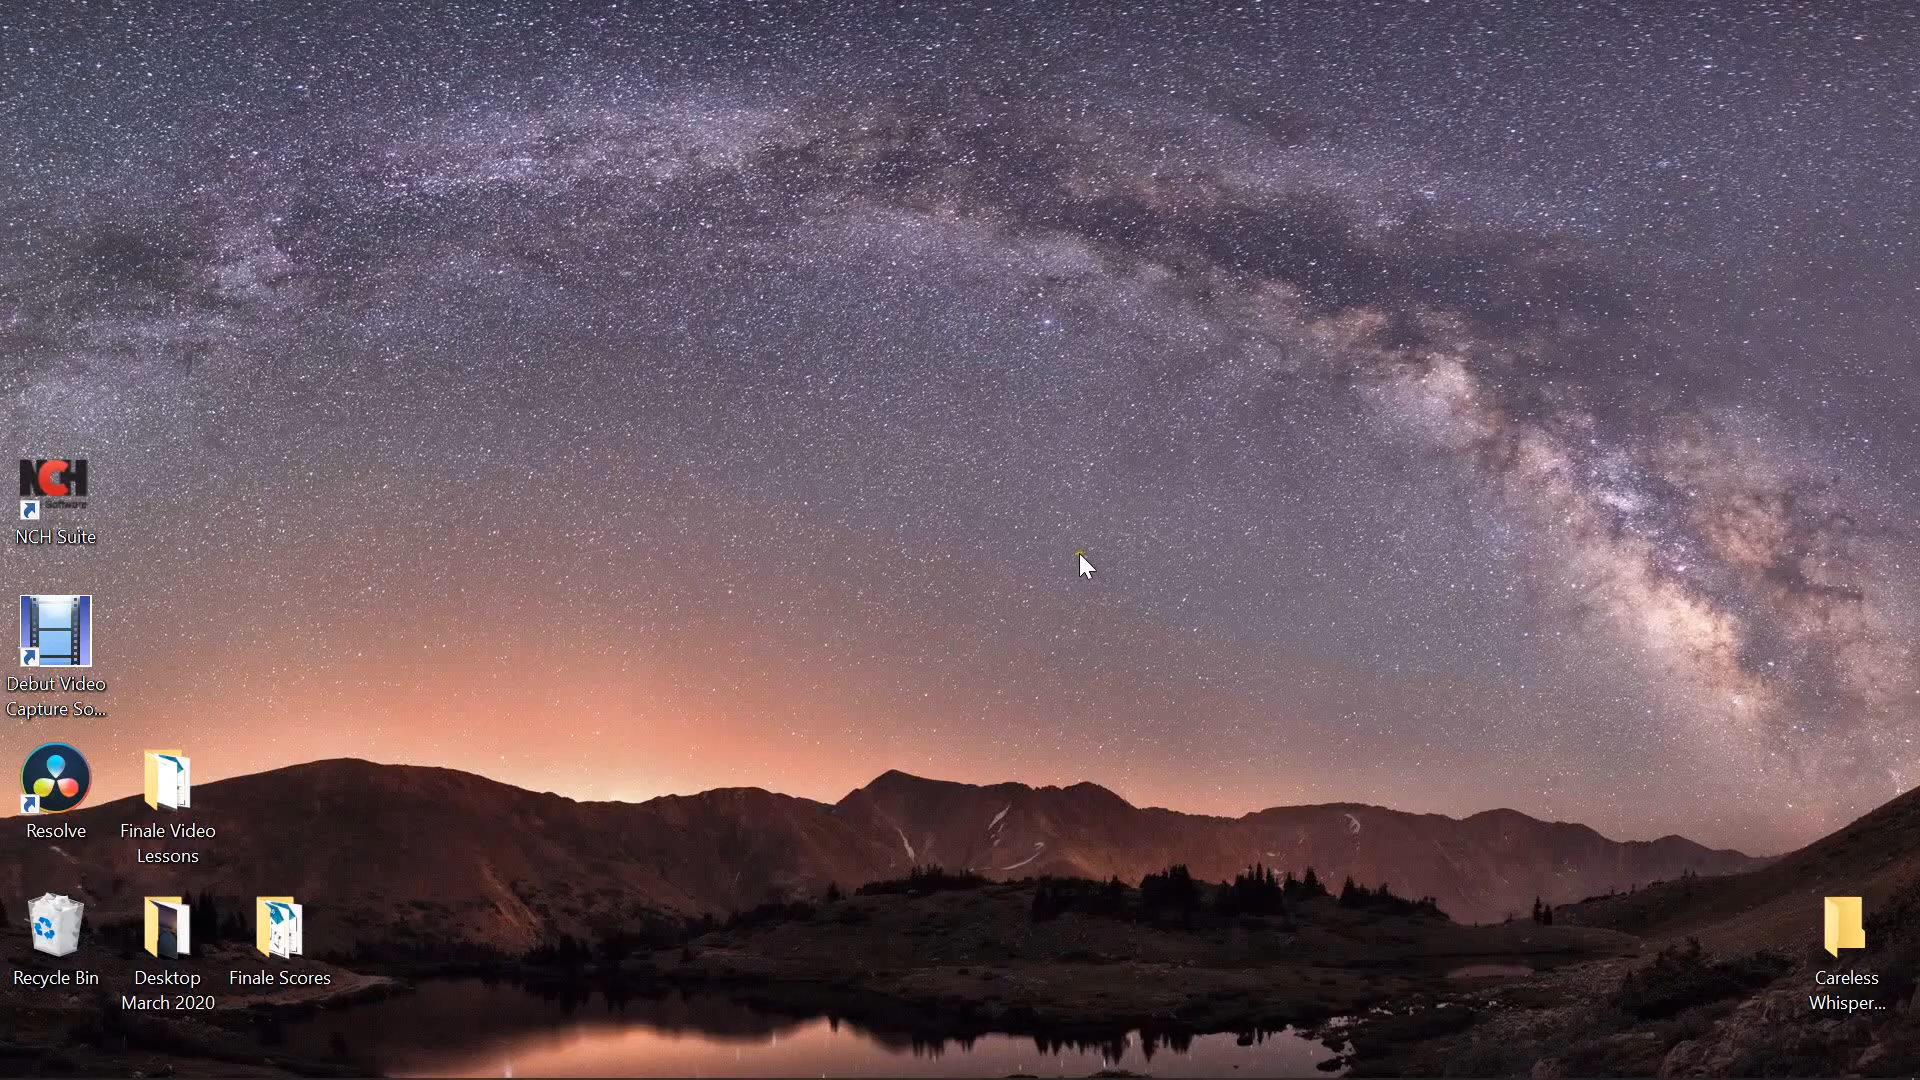 NCH
Software
NCH Suite
Debut Video
Capture So...
Resolve
Finale Video
Lessons
Recycle Bin
Desktop
March 2020
Finale Scores
Careless
Whisper...